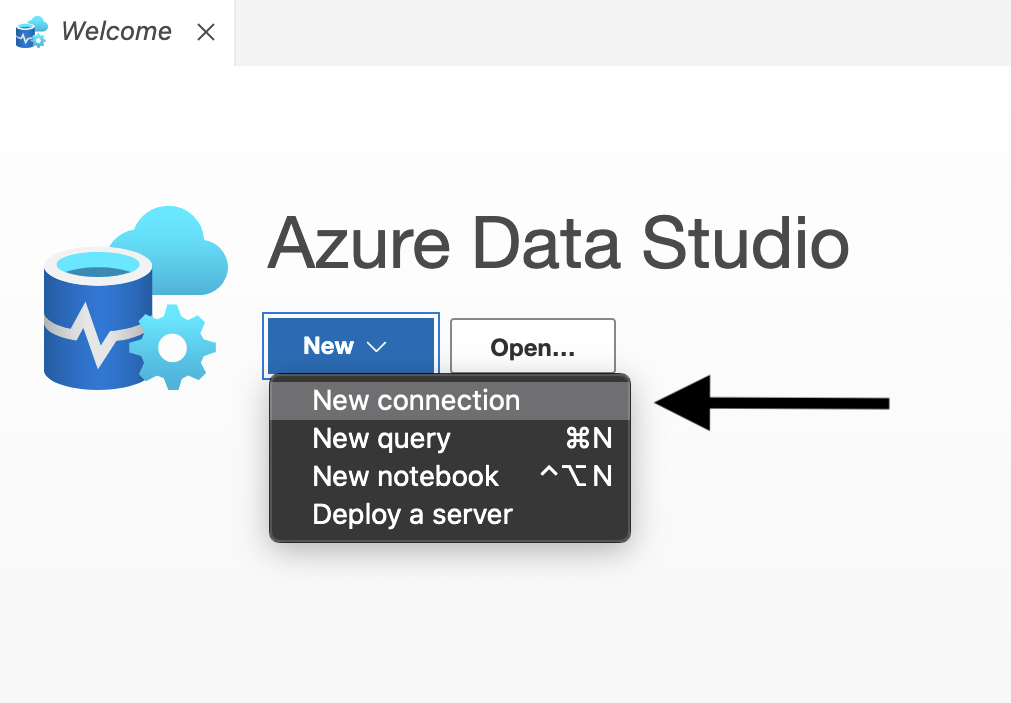 Welcome
Azure Data Studio
New
Open...
New connection
New query ⌘N
New notebook ^⌥N
Deploy a server